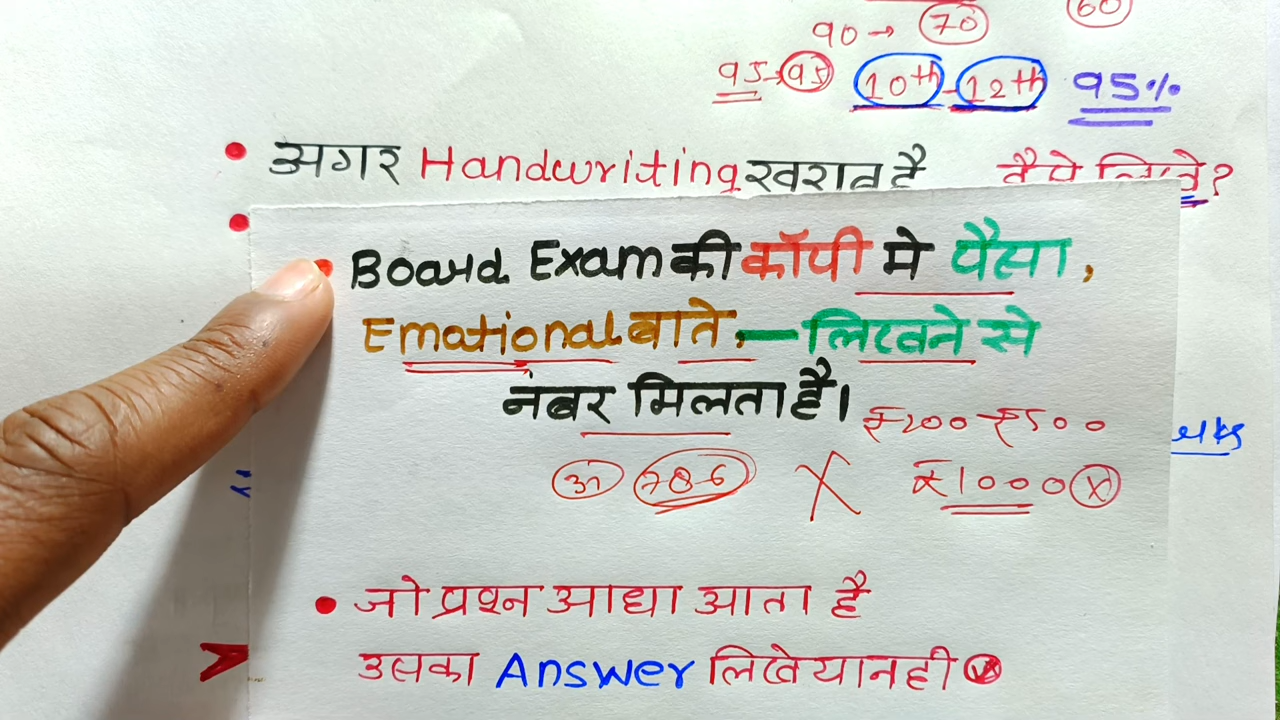 90→ 70 60
95→95 10th-12th 95%
• अगर Handwriting खराब है कैसे लिखे?
• Board Exam की कॉपी मे पैसा,
Emational बाते,—लिखने से
नंबर मिलता है।
₹200 ₹500
अ 786 X ₹1000 X
• जो प्रश्न आधा आता है
उसका Answer लिखे या नही